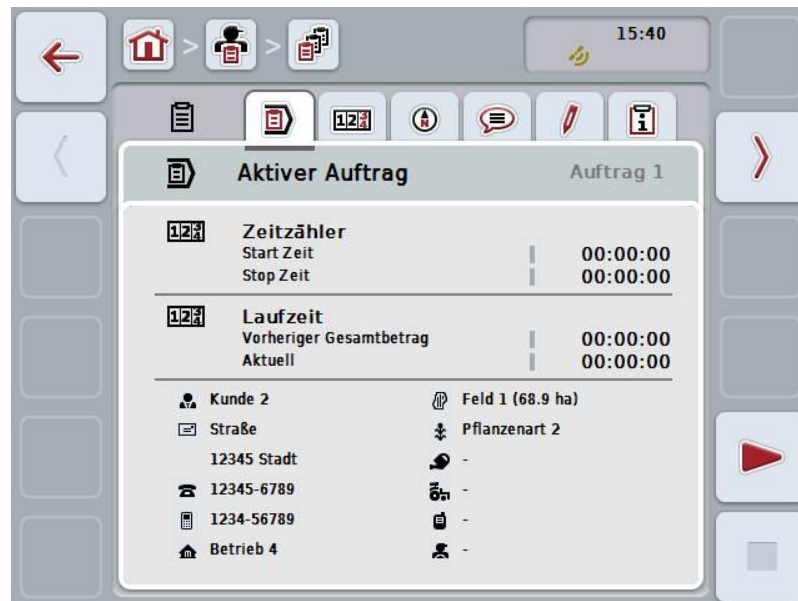 15:40
Aktiver Auftrag Auftrag 1
Zeitzähler
Start Zeit 00:00:00
Stop Zeit 00:00:00
Laufzeit
Vorheriger Gesamtbetrag 00:00:00
Aktuell 00:00:00
Kunde 2 Feld 1 (68.9 ha)
Straße Pflanzenart 2
12345 Stadt -
12345-6789 -
1234-56789 -
Betrieb 4 -